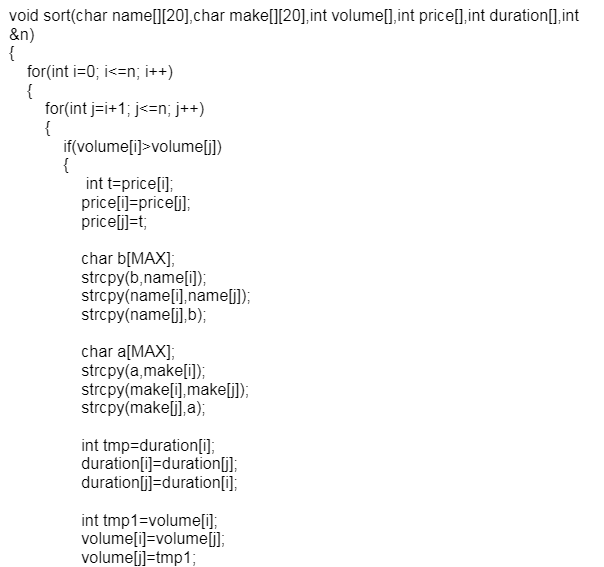 void sort(char name[][20],char make[][20],int volume[],int price[],int duration[],int
&n)
{
for(int i=0; i<=n; i++)
{
for(int j=i+1; j<=n; j++)
{
if(volume[i]>volume[j])
{
int t=price[i];
price[i]=price[j];
price[j]=t;
char b[MAX];
strcpy(b,name[i]);
strcpy(name[i],name[j]);
strcpy(name[j],b);
char a[MAX];
strcpy(a,make[i]);
strcpy(make[i],make[j]);
strcpy(make[j],a);
int tmp=duration[i];
duration[i]=duration[j];
duration[j]=duration[i];
int tmp1=volume[i];
volume[i]=volume[j];
volume[j]=tmp1;